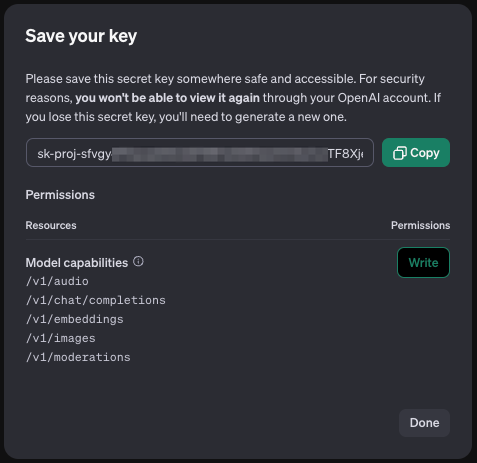 Save your key
Please save this secret key somewhere safe and accessible. For security
reasons, you won't be able to view it again through your OpenAI account. If
you lose this secret key, you'll need to generate a new one.
sk-proj-sfvgy TF8Xj
Copy
Permissions
Resources Permissions
Model capabilities Write
/v1/audio
/v1/chat/completions
/v1/embeddings
/v1/images
/v1/moderations
Done